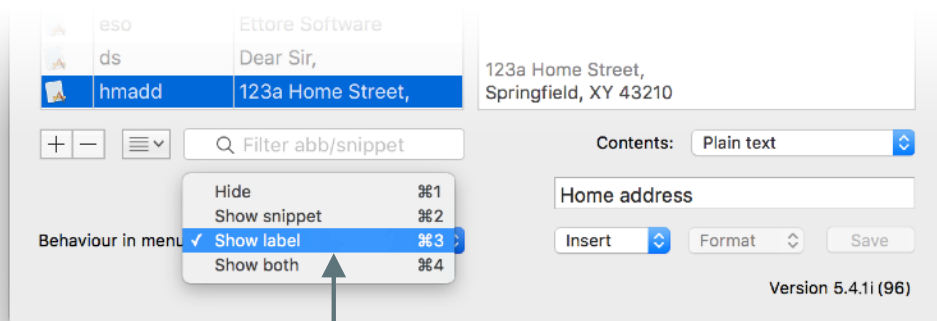 eso Ettore Software
ds Dear Sir,
hmadd 123a Home Street,
123a Home Street,
Springfield, XY 43210
Filter abb/snippet
Contents: Plain text
Hide ⌘1
Show snippet ⌘2
Behaviour in menu ✓ Show label ⌘3
Show both ⌘4
Home address
Insert Format Save
Version 5.4.1i (96)